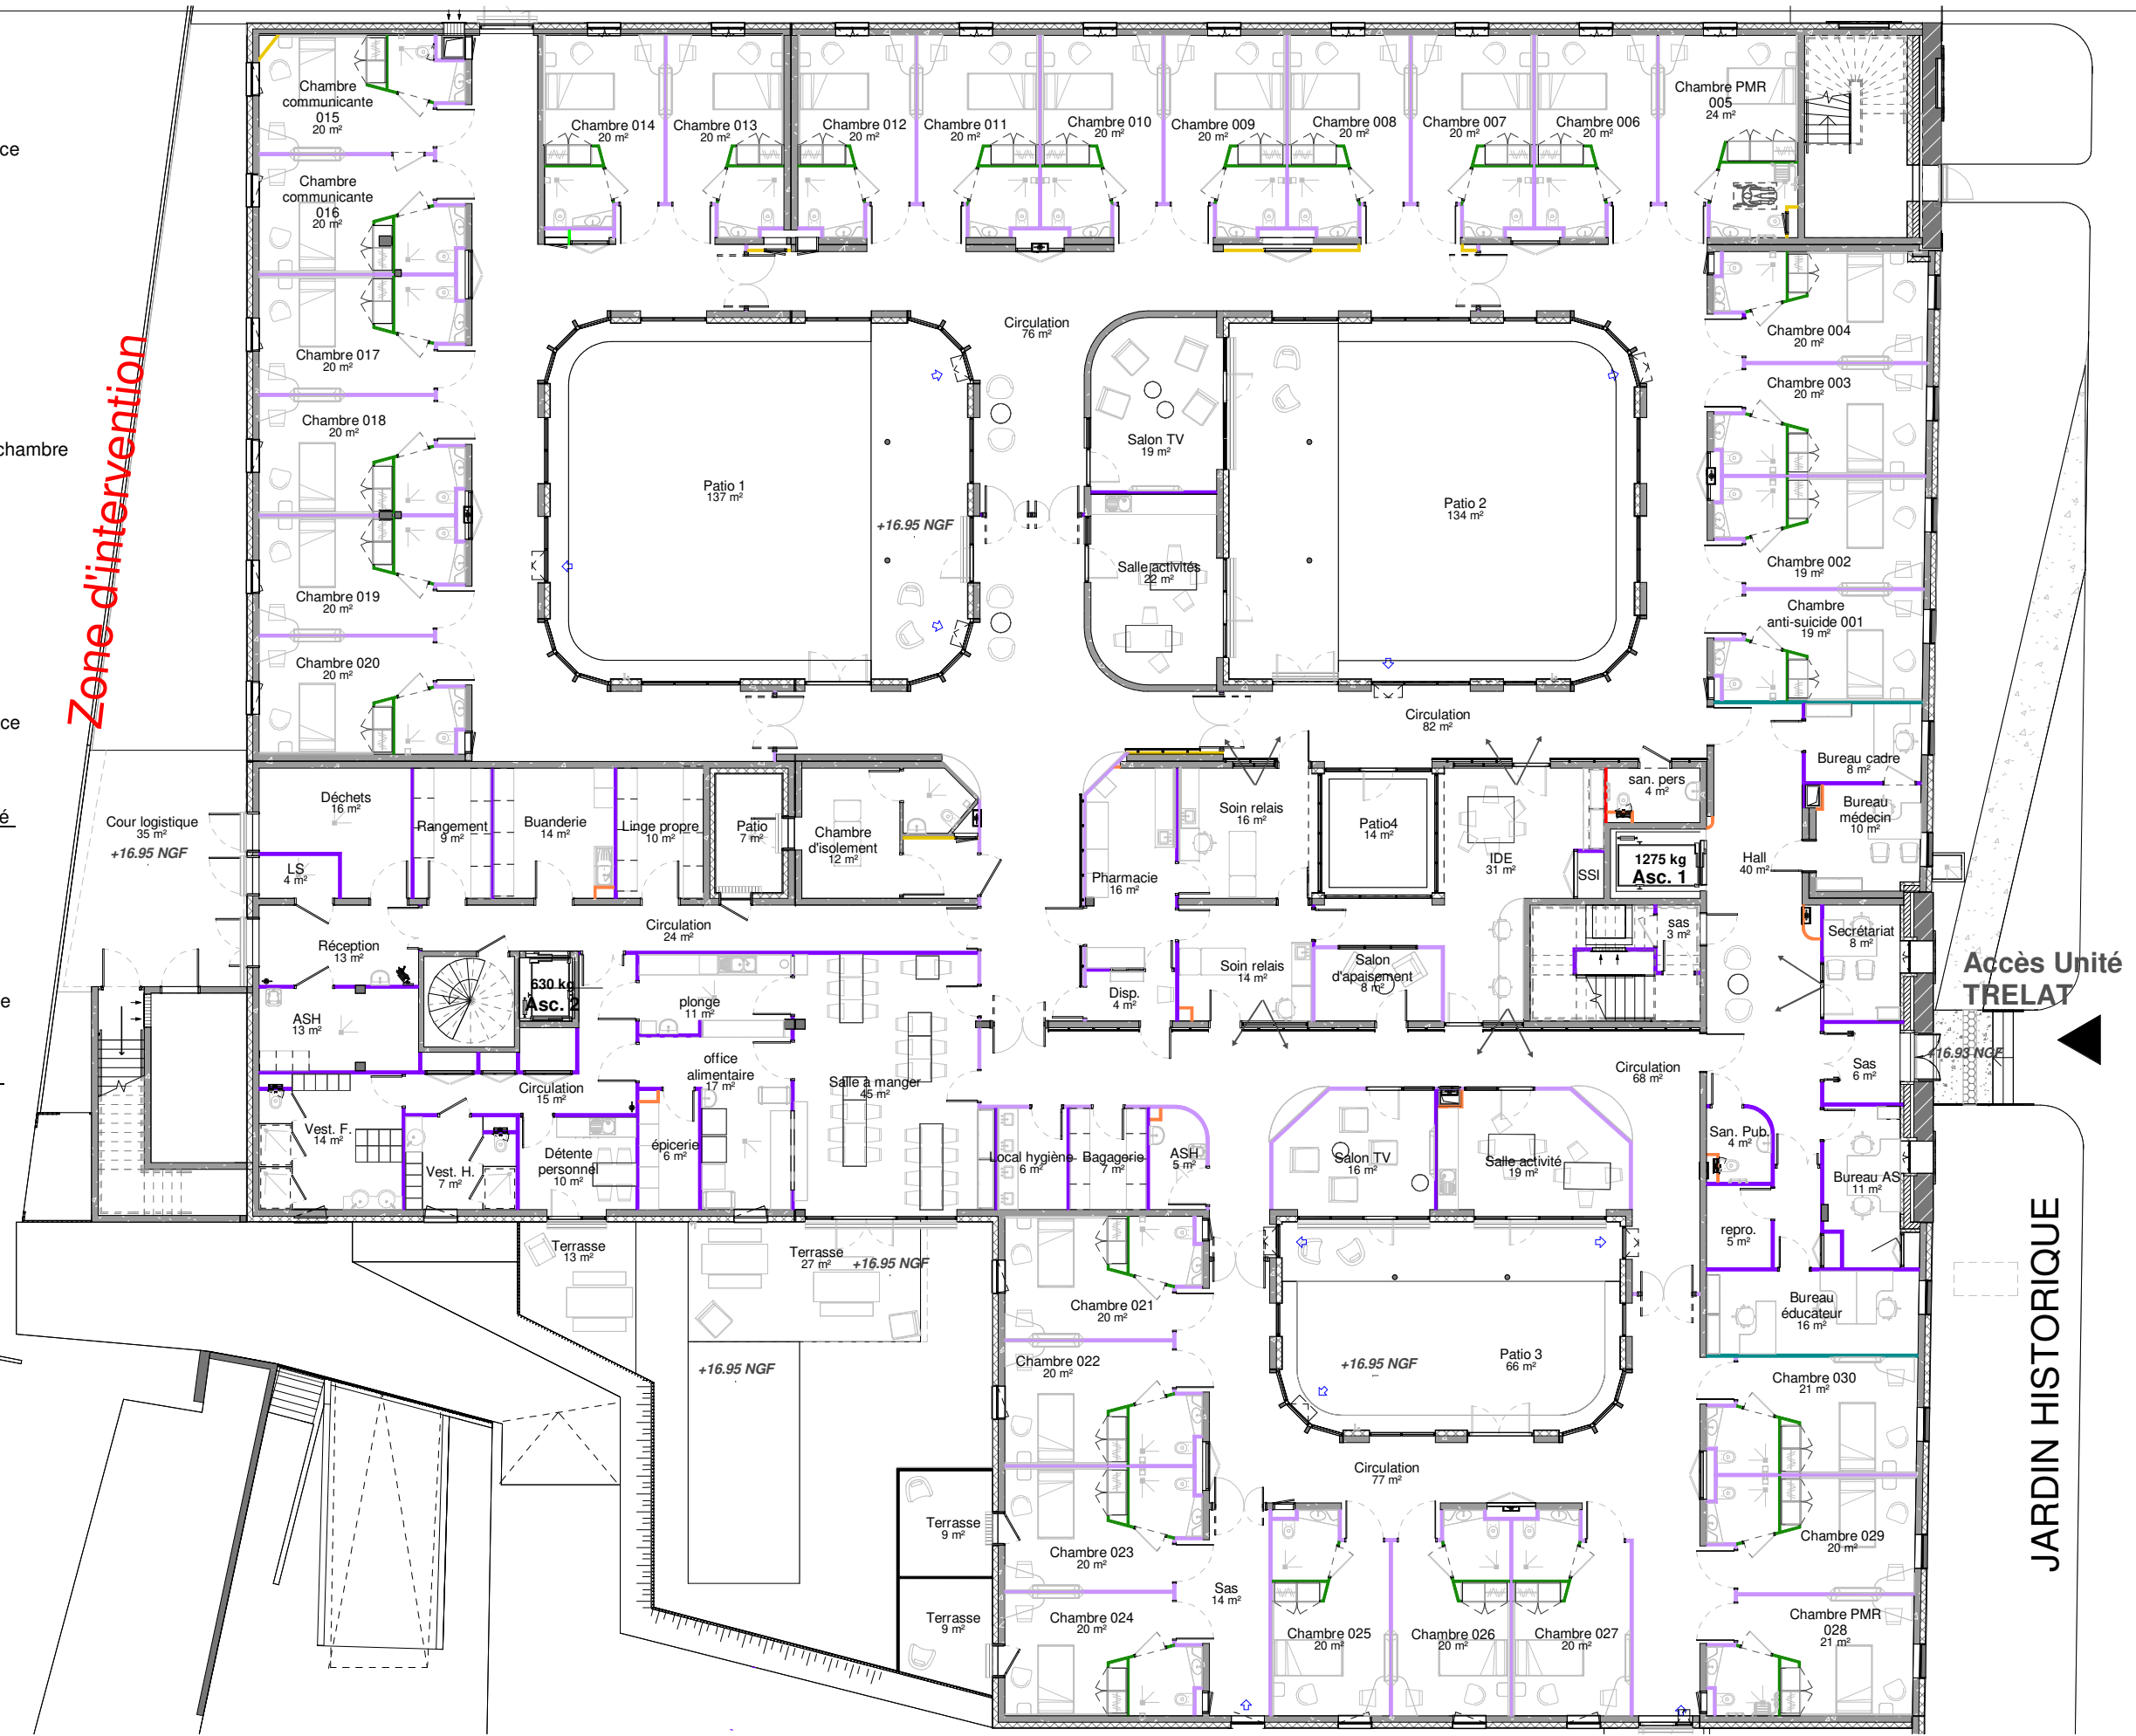 ce
chambre
ce
é
e
Zone d'intervention
Chambre
communicante
015
20 m²
Chambre
communicante
016
20 m²
Chambre 017
20 m²
Chambre 018
20 m²
Chambre 019
20 m²
Chambre 020
20 m²
Chambre 014
20 m²
Chambre 013
20 m²
Chambre 012
20 m²
Chambre 011
20 m²
Chambre 010
20 m²
Chambre 009
20 m²
Chambre 008
20 m²
Chambre 007
20 m²
Chambre 006
20 m²
Chambre PMR
005
24 m²
Chambre 004
20 m²
Chambre 003
20 m²
Chambre 002
19 m²
Chambre
anti-suicide 001
19 m²
Circulation
76 m²
Patio 1
137 m²
+16.95 NGF
Salon TV
19 m²
Salle activités
22 m²
Patio 2
134 m²
Circulation
82 m²
Bureau cadre
8 m²
Bureau
médecin
10 m²
san. pers
4 m²
Hall
40 m²
1275 kg
Asc. 1
SSI
IDE
31 m²
Patio4
14 m²
Soin relais
16 m²
Pharmacie
16 m²
Chambre
d'isolement
12 m²
Patio
7 m²
Linge propre
10 m²
Buanderie
14 m²
Rangement
9 m²
Déchets
16 m²
LS
4 m²
Cour logistique
35 m²
+16.95 NGF
Circulation
24 m²
Réception
13 m²
ASH
13 m²
630 kg
Asc. 2
plonge
11 m²
office
alimentaire
17 m²
Salle à manger
45 m²
Circulation
15 m²
Vest. F.
14 m²
Vest. H.
7 m²
Détente
personnel
10 m²
épicerie
6 m²
Disp.
4 m²
Soin relais
14 m²
Salon
d'apaisement
8 m²
sas
3 m²
Secrétariat
8 m²
Accès Unité
TRELAT
+16.93 NGF
Sas
6 m²
Circulation
68 m²
San. Pub.
4 m²
Bureau AS
11 m²
repro.
5 m²
Bureau
éducateur
16 m²
Local hygiène
6 m²
Bagagerie
7 m²
ASH
5 m²
Salon TV
16 m²
Salle activité
19 m²
Terrasse
13 m²
Terrasse
27 m²
+16.95 NGF
+16.95 NGF
Terrasse
9 m²
Terrasse
9 m²
Chambre 021
20 m²
Chambre 022
20 m²
Chambre 023
20 m²
Chambre 024
20 m²
Patio 3
66 m²
+16.95 NGF
Circulation
77 m²
Sas
14 m²
Chambre 025
20 m²
Chambre 026
20 m²
Chambre 027
20 m²
Chambre 030
21 m²
Chambre 029
20 m²
Chambre PMR
028
21 m²
JARDIN HISTORIQUE